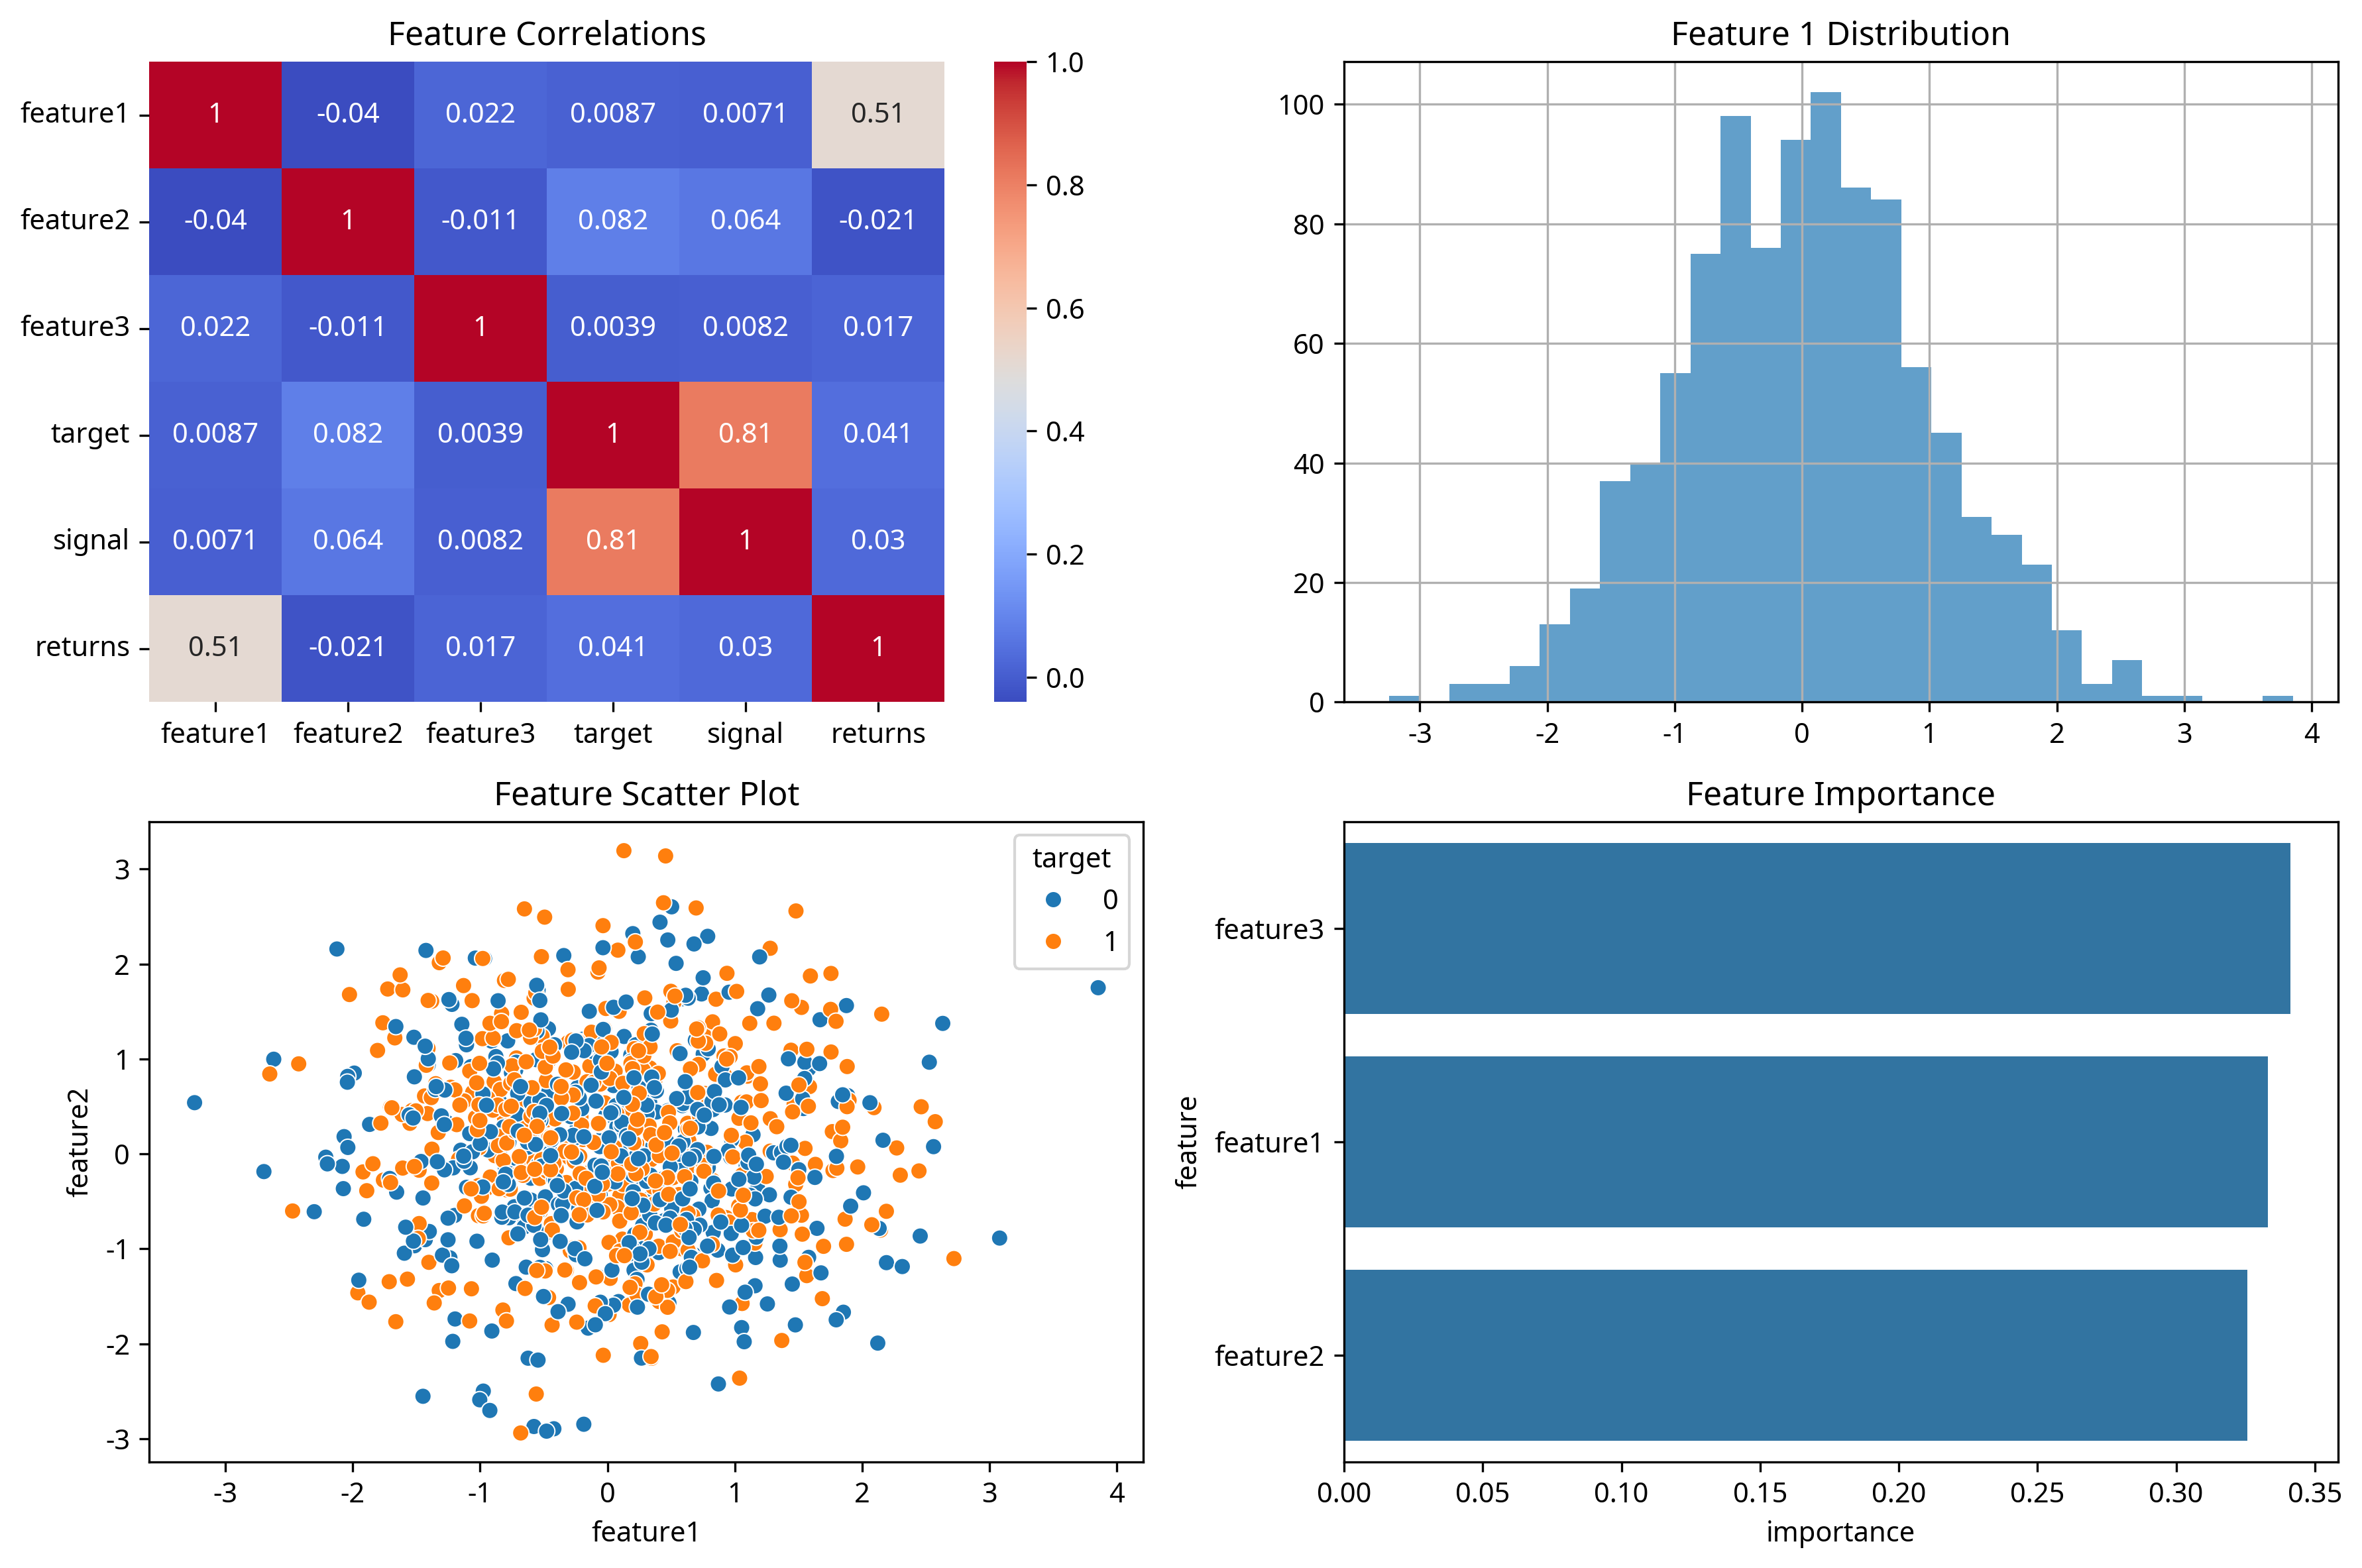 Feature Correlations
feature1 1 -0.04 0.022 0.0087 0.0071 0.51
feature2 -0.04 1 -0.011 0.082 0.064 -0.021
feature3 0.022 -0.011 1 0.0039 0.0082 0.017
target 0.0087 0.082 0.0039 1 0.81 0.041
signal 0.0071 0.064 0.0082 0.81 1 0.03
returns 0.51 -0.021 0.017 0.041 0.03 1
feature1 feature2 feature3 target signal returns
1.0
0.8
0.6
0.4
0.2
0.0
Feature 1 Distribution
100
80
60
40
20
0
-3 -2 -1 0 1 2 3 4
Feature Scatter Plot
target
0
1
feature2
3
2
1
0
-1
-2
-3
-3 -2 -1 0 1 2 3 4
feature1
Feature Importance
feature
feature3
feature1
feature2
0.00 0.05 0.10 0.15 0.20 0.25 0.30 0.35
importance